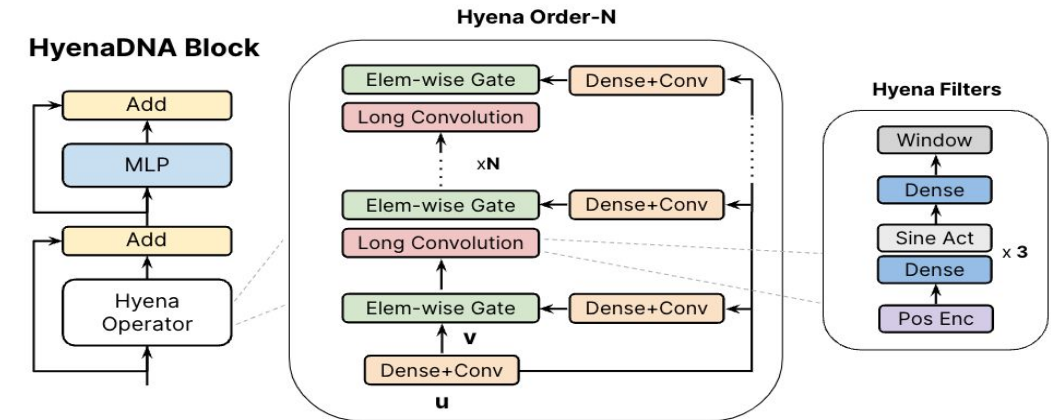 HyenaDNA Block
Add
MLP
Add
Hyena
Operator
Hyena Order-N
Elem-wise Gate
Dense+Conv
Long Convolution
xN
Elem-wise Gate
Dense+Conv
Long Convolution
Elem-wise Gate
Dense+Conv
v
Dense+Conv
u
Hyena Filters
Window
Dense
Sine Act
x 3
Dense
Pos Enc